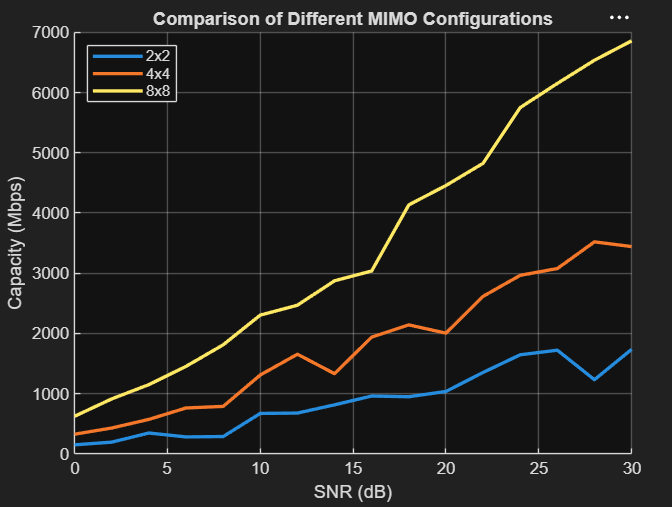 Comparison of Different MIMO Configurations
7000
6000
5000
4000
3000
2000
1000
0
Capacity (Mbps)
2x2
4x4
8x8
0 5 10 15 20 25 30
SNR (dB)